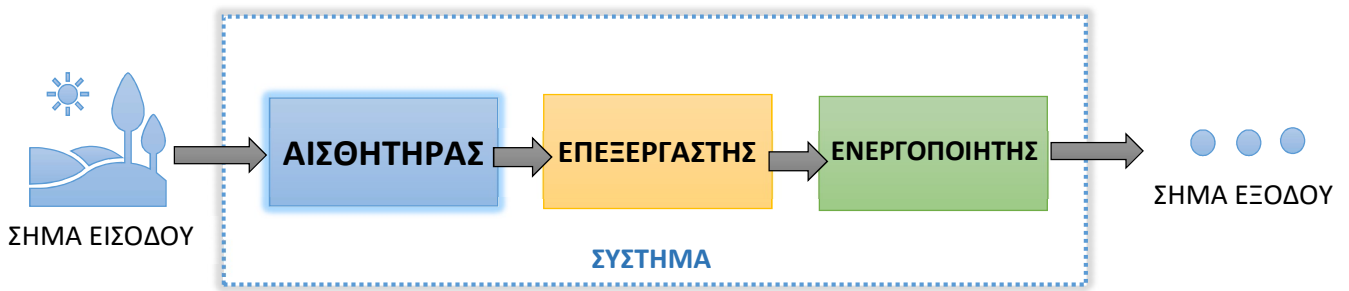 ΑΙΣΘΗΤΗΡΑΣ
ΕΠΕΞΕΡΓΑΣΤΗΣ
ΕΝΕΡΓΟΠΟΙΗΤΗΣ
ΣΗΜΑ ΕΙΣΟΔΟΥ
ΣΗΜΑ ΕΞΟΔΟΥ
ΣΥΣΤΗΜΑ